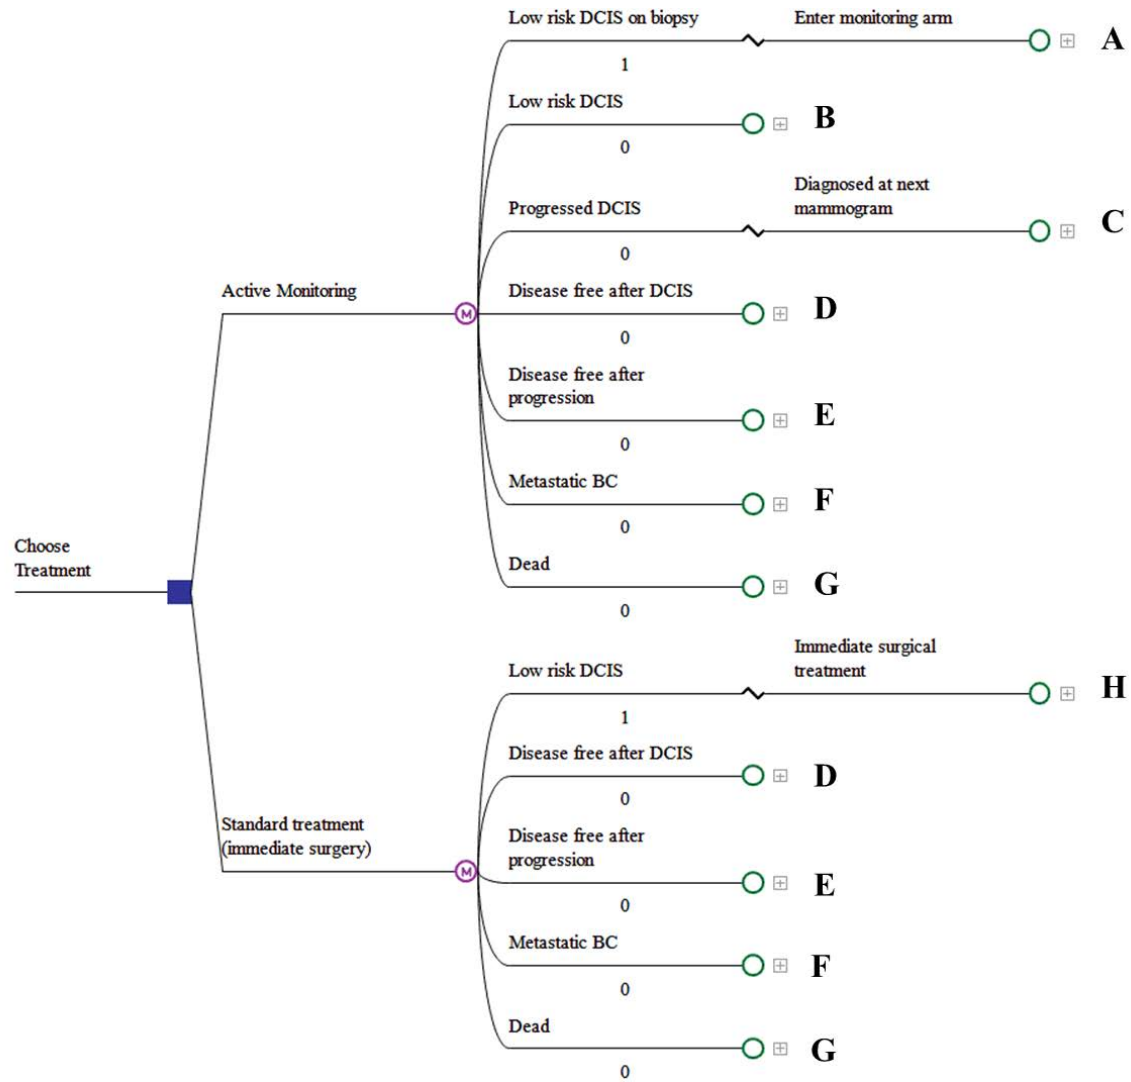 Low risk DCIS on biopsy
Enter monitoring arm
A
1
Low risk DCIS
B
0
Progressed DCIS
Diagnosed at next
mammogram
C
0
Active Monitoring
M
Disease free after DCIS
D
0
Disease free after
progression
E
0
Metastatic BC
F
0
Dead
G
0
Choose
Treatment
Low risk DCIS
Immediate surgical
treatment
H
1
Disease free after DCIS
D
0
Standard treatment
(immediate surgery)
M
Disease free after
progression
E
0
Metastatic BC
F
0
Dead
G
0